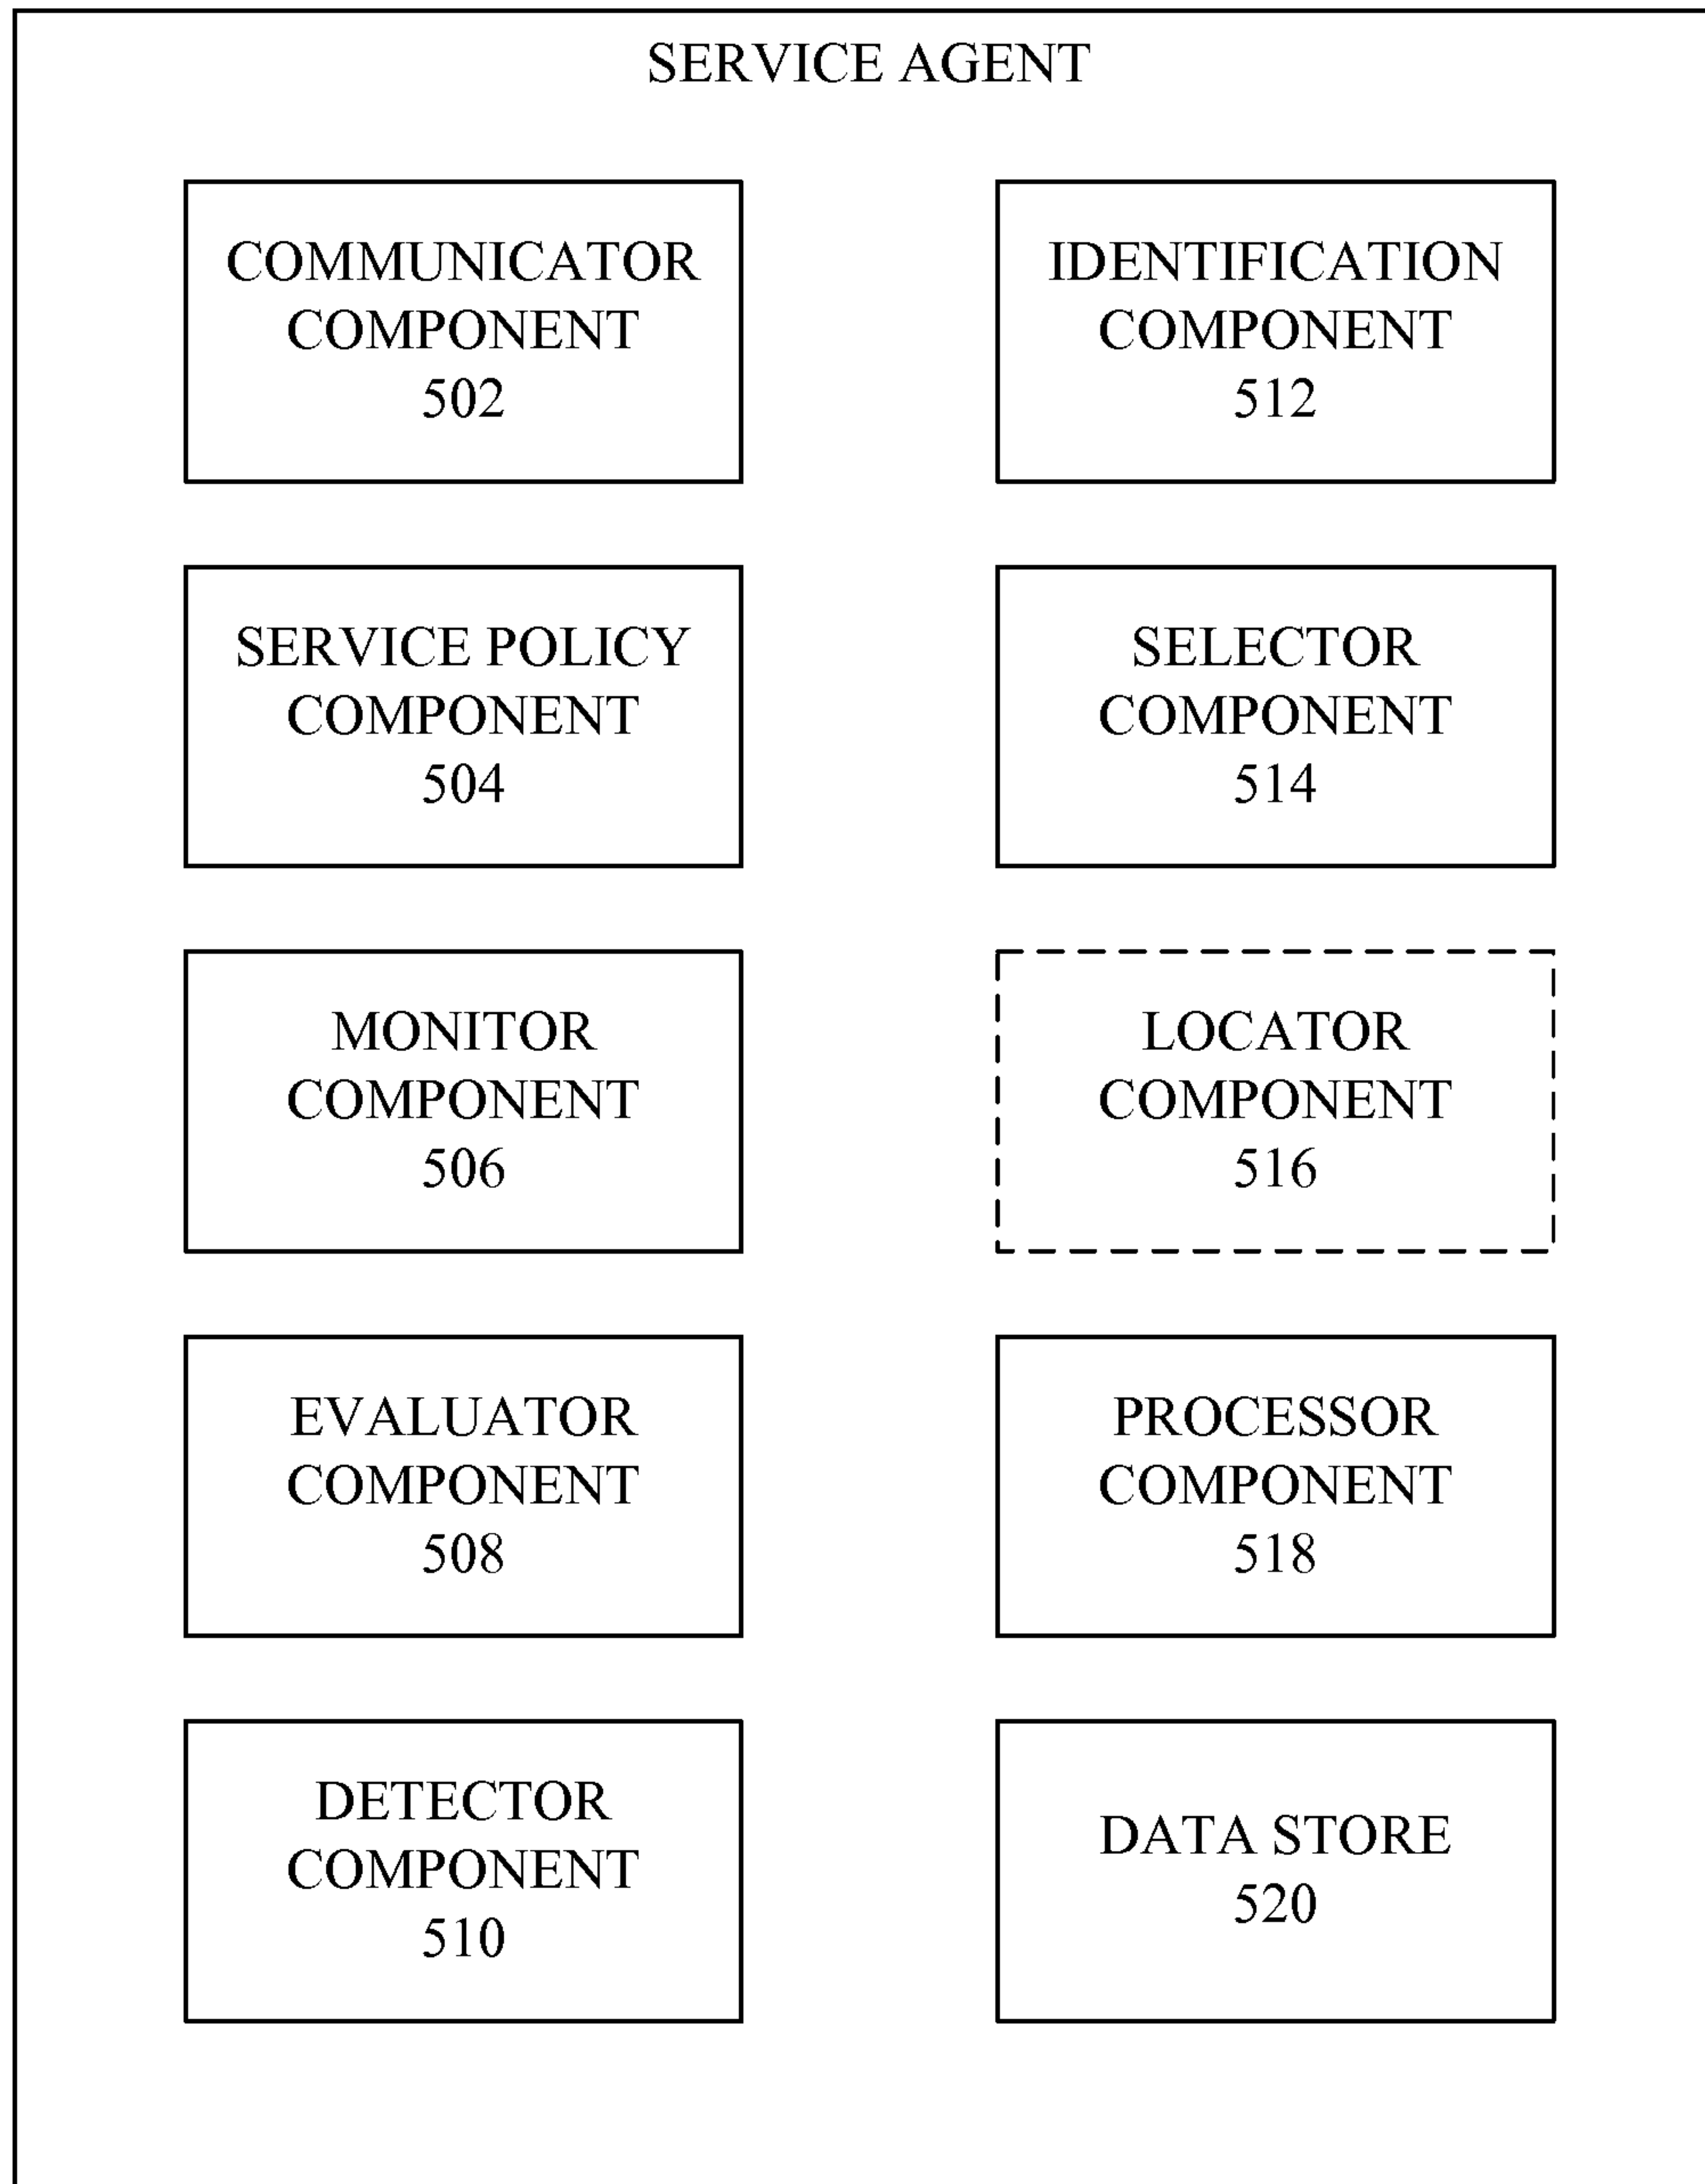 SERVICE AGENT
COMMUNICATOR
COMPONENT
502
IDENTIFICATION
COMPONENT
512
SERVICE POLICY
COMPONENT
504
SELECTOR
COMPONENT
514
MONITOR
COMPONENT
506
LOCATOR
COMPONENT
516
EVALUATOR
COMPONENT
508
PROCESSOR
COMPONENT
518
DETECTOR
COMPONENT
510
DATA STORE
520